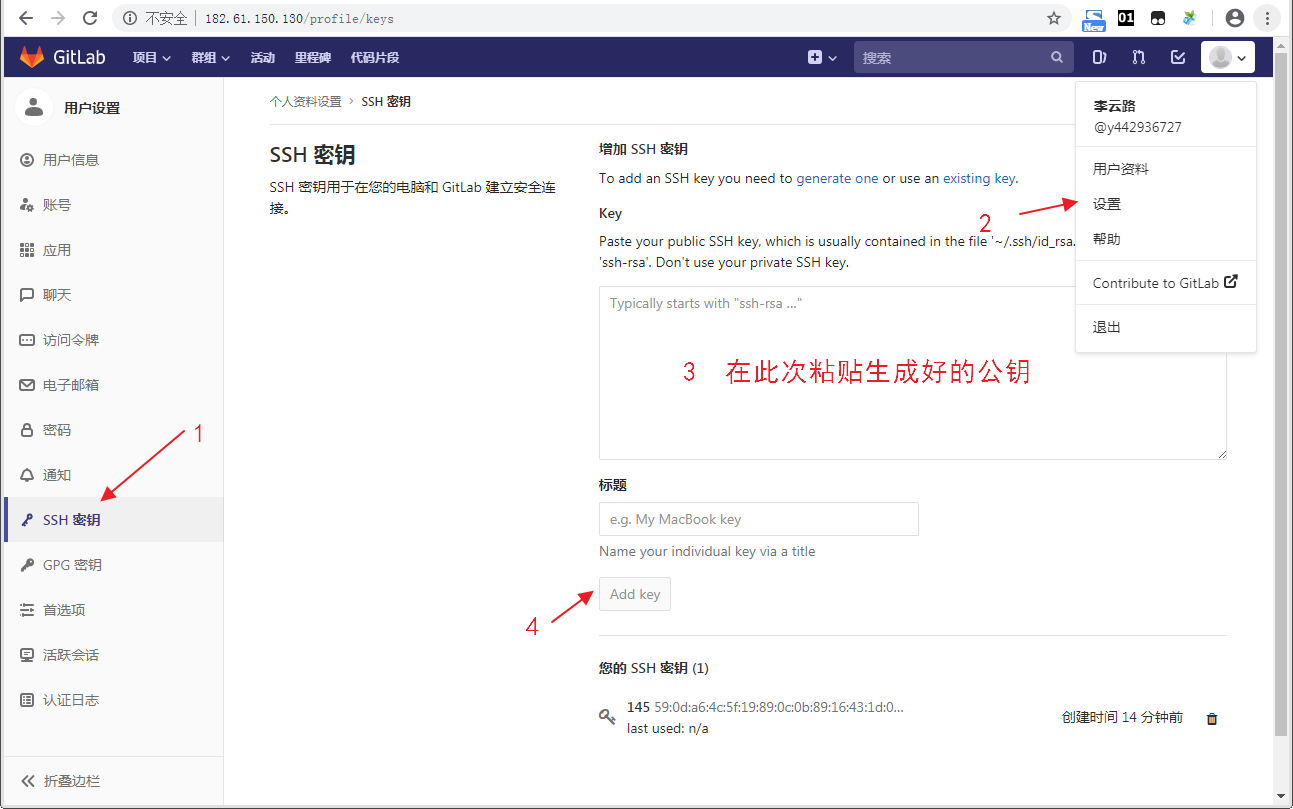 不安全 182.61.150.130/profile/keys
New
01
GitLab 项目 群组 活动 里程碑 代码片段 搜索
用户设置
用户信息
账号
应用
聊天
访问令牌
电子邮箱
密码
通知
SSH 密钥
GPG 密钥
首选项
活跃会话
认证日志
折叠边栏
1
个人资料设置 › SSH 密钥
SSH 密钥
SSH 密钥用于在您的电脑和 GitLab 建立安全连
接。
增加 SSH 密钥
To add an SSH key you need to generate one or use an existing key.
Key
Paste your public SSH key, which is usually contained in the file '~/.ssh/id_rsa.
'ssh-rsa'. Don't use your private SSH key.
Typically starts with "ssh-rsa …"
3 在此次粘贴生成好的公钥
标题
e.g. My MacBook key
Name your individual key via a title
Add key
4
您的 SSH 密钥 (1)
145 59:0d:a6:4c:5f:19:89:0c:0b:89:16:43:1d:0...
last used: n/a
创建时间 14 分钟前
李云路
@y442936727
用户资料
2
设置
帮助
Contribute to GitLab
退出